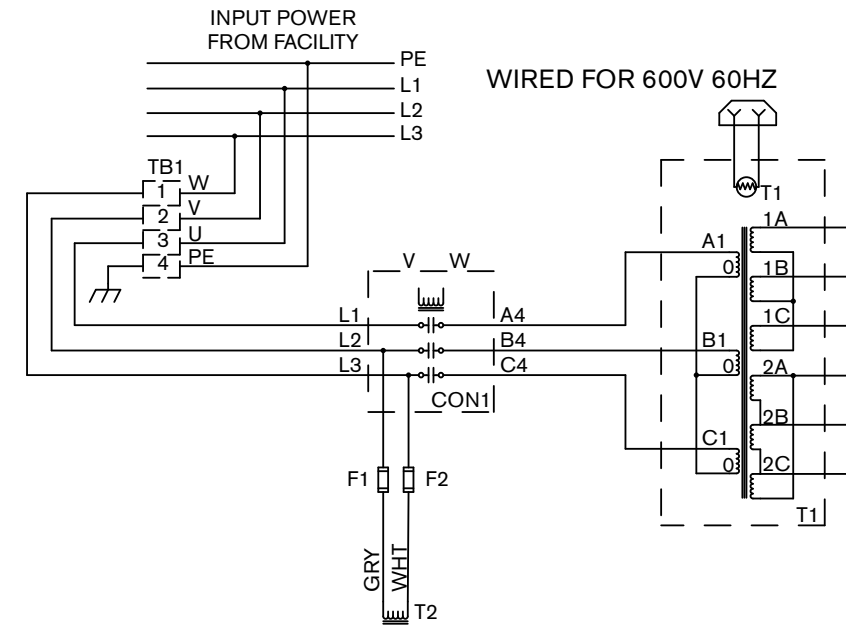 INPUT POWER
FROM FACILITY
PE
L1
L2
L3
WIRED FOR 600V 60HZ
TB1
1 W
2 V
3 U
4 PE
T1
1A
A1
0
1B
1C
B1
0
2A
2B
C1
0
2C
T1
V W
L1 A4
L2 B4
L3 C4
CON1
F1 F2
GRY
WHT
T2